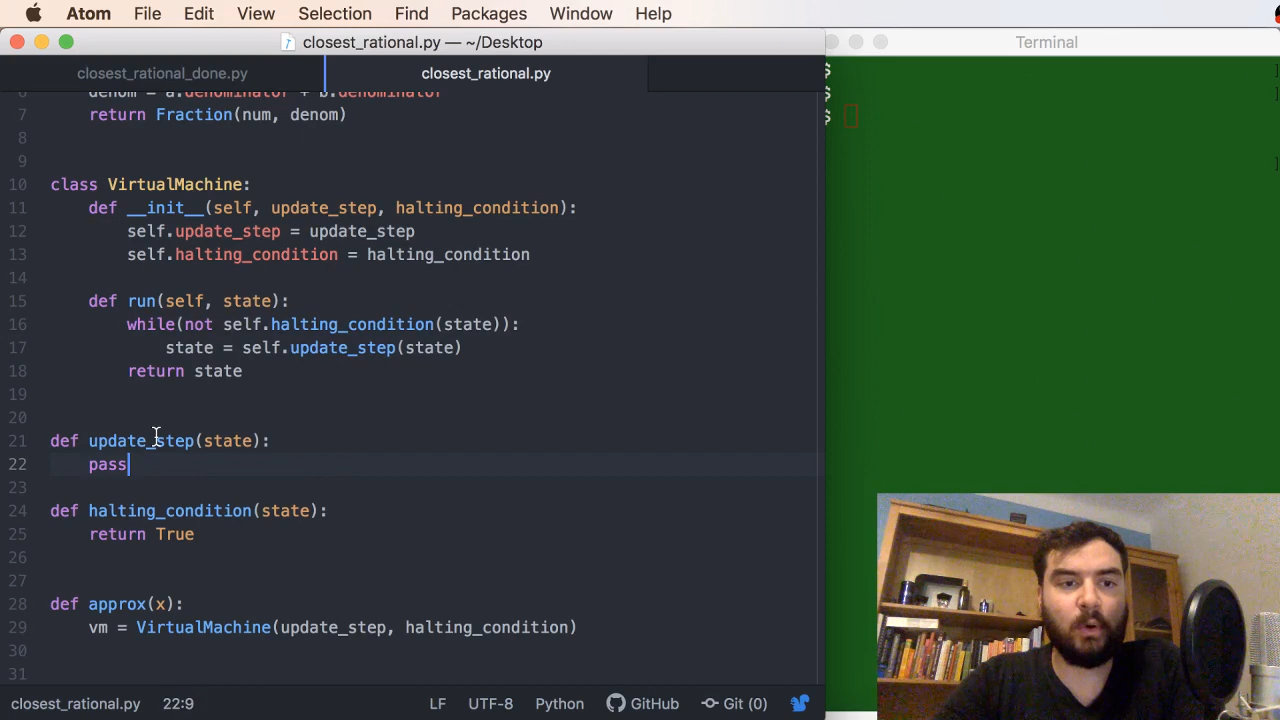 Atom File Edit View Selection Find Packages Window Help
closest_rational.py — ~/Desktop
Terminal
closest_rational_done.py closest_rational.py
6 denom = a.denominator + b.denominator
7 return Fraction(num, denom)
8
9
10 class VirtualMachine:
11 def __init__(self, update_step, halting_condition):
12 self.update_step = update_step
13 self.halting_condition = halting_condition
14
15 def run(self, state):
16 while(not self.halting_condition(state)):
17 state = self.update_step(state)
18 return state
19
20
21 def update_step(state):
22 pass
23
24 def halting_condition(state):
25 return True
26
27
28 def approx(x):
29 vm = VirtualMachine(update_step, halting_condition)
30
31
$
$
$
closest_rational.py 22:9 LF UTF-8 Python GitHub Git (0)